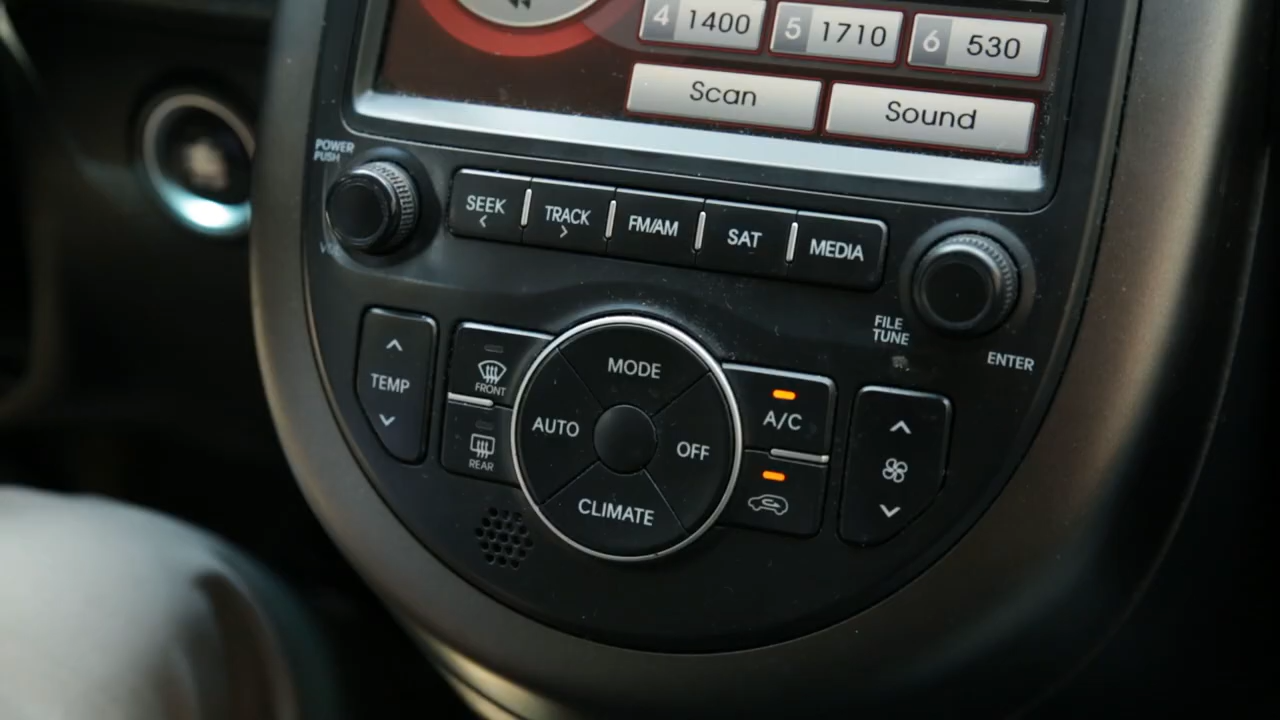 4 1400
5 1710
6 530
Scan
Sound
POWER
PUSH
SEEK
<
TRACK
>
FM/AM
SAT
MEDIA
FILE
TUNE
ENTER
TEMP
FRONT
REAR
MODE
AUTO
OFF
CLIMATE
A/C